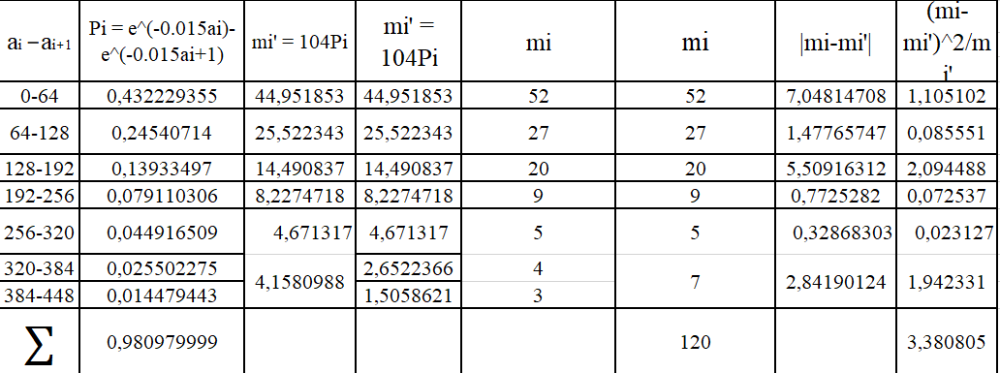 ai –ai+1 Pi = e^(-0.015ai)-e^(-0.015ai+1) mi' = 104Pi mi' = 104Pi mi mi |mi-mi'| (mi-mi')^2/mi'
0-64 0,432229355 44,951853 44,951853 52 52 7,04814708 1,105102
64-128 0,24540714 25,522343 25,522343 27 27 1,47765747 0,085551
128-192 0,13933497 14,490837 14,490837 20 20 5,50916312 2,094488
192-256 0,079110306 8,2274718 8,2274718 9 9 0,7725282 0,072537
256-320 0,044916509 4,671317 4,671317 5 5 0,32868303 0,023127
320-384 0,025502275 4,1580988 2,6522366 4 7 2,84190124 1,942331
384-448 0,014479443 1,5058621 3
∑ 0,980979999 120 3,380805